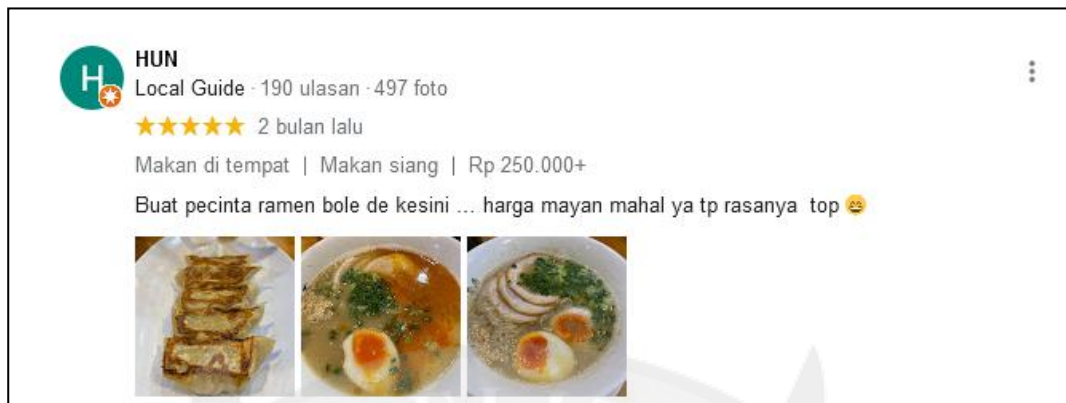 HUN
Local Guide · 190 ulasan · 497 foto
2 bulan lalu
Makan di tempat | Makan siang | Rp 250.000+
Buat pecinta ramen bole de kesini ... harga mayan mahal ya tp rasanya top 😄
H